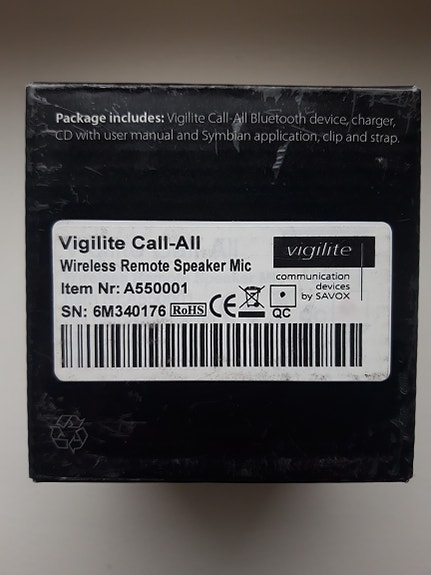 Package includes: Vigilite Call-All Bluetooth device, charger,
CD with user manual and Symbian application, clip and strap.
Vigilite Call-All
Wireless Remote Speaker Mic
Item Nr: A550001
SN: 6M340176 RoHS CE
QC
vigilite
communication
devices
by SAVOX